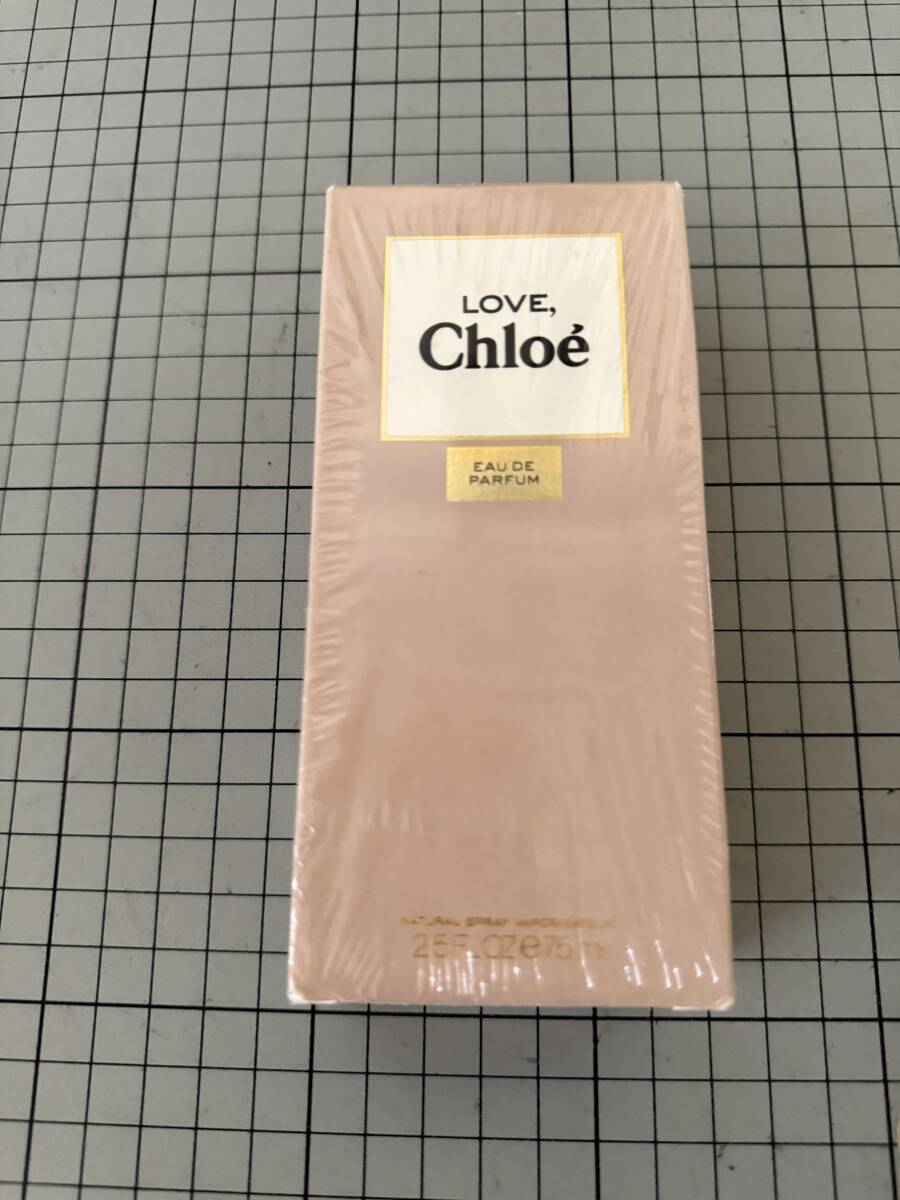 LOVE,
Chloé
EAU DE
PARFUM
NATURAL SPRAY VAPORISATEUR
2.5 FL.OZ e 75 ml